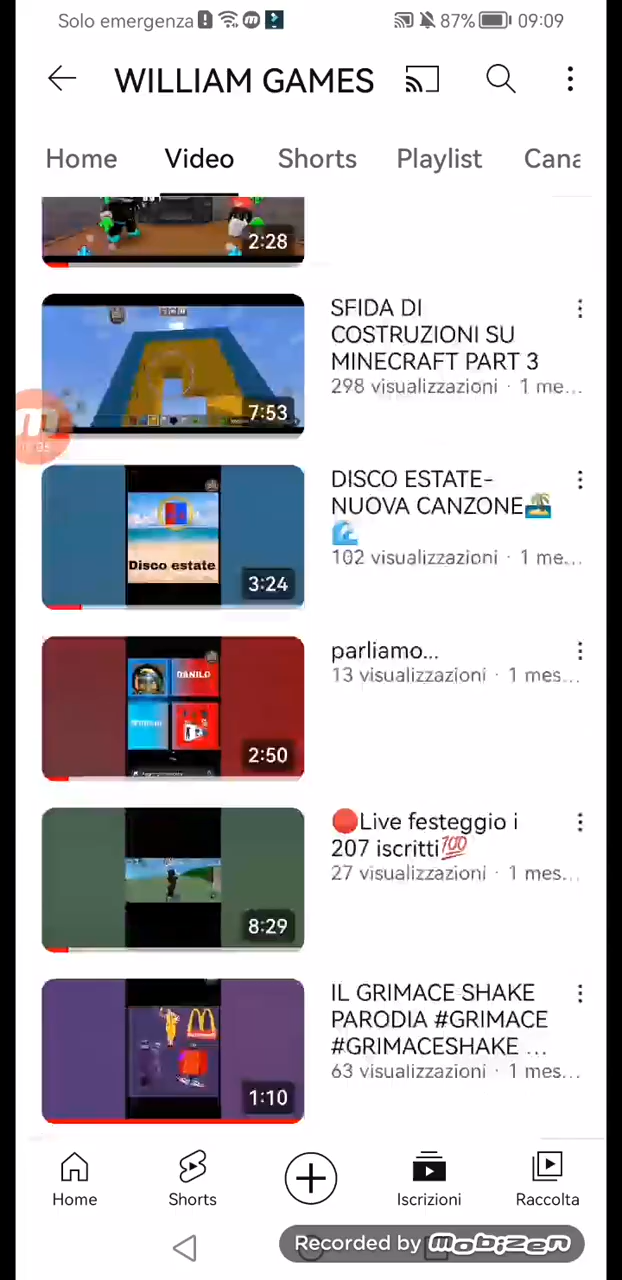 Solo emergenza 87% 09:09
WILLIAM GAMES
Home Video Shorts Playlist Cana
2:28
SFIDA DI
COSTRUZIONI SU
MINECRAFT PART 3
298 visualizzazioni · 1 me...
7:53
DISCO ESTATE-
NUOVA CANZONE🏝️
🌊
102 visualizzazioni · 1 me...
Disco estate
3:24
parliamo...
13 visualizzazioni · 1 mes...
DANILO
2:50
🔴Live festeggio i
207 iscritti💯
27 visualizzazioni · 1 mes...
8:29
IL GRIMACE SHAKE
PARODIA #GRIMACE
#GRIMACESHAKE ...
63 visualizzazioni · 1 mes...
1:10
Home Shorts Iscrizioni Raccolta
Recorded by mobizen